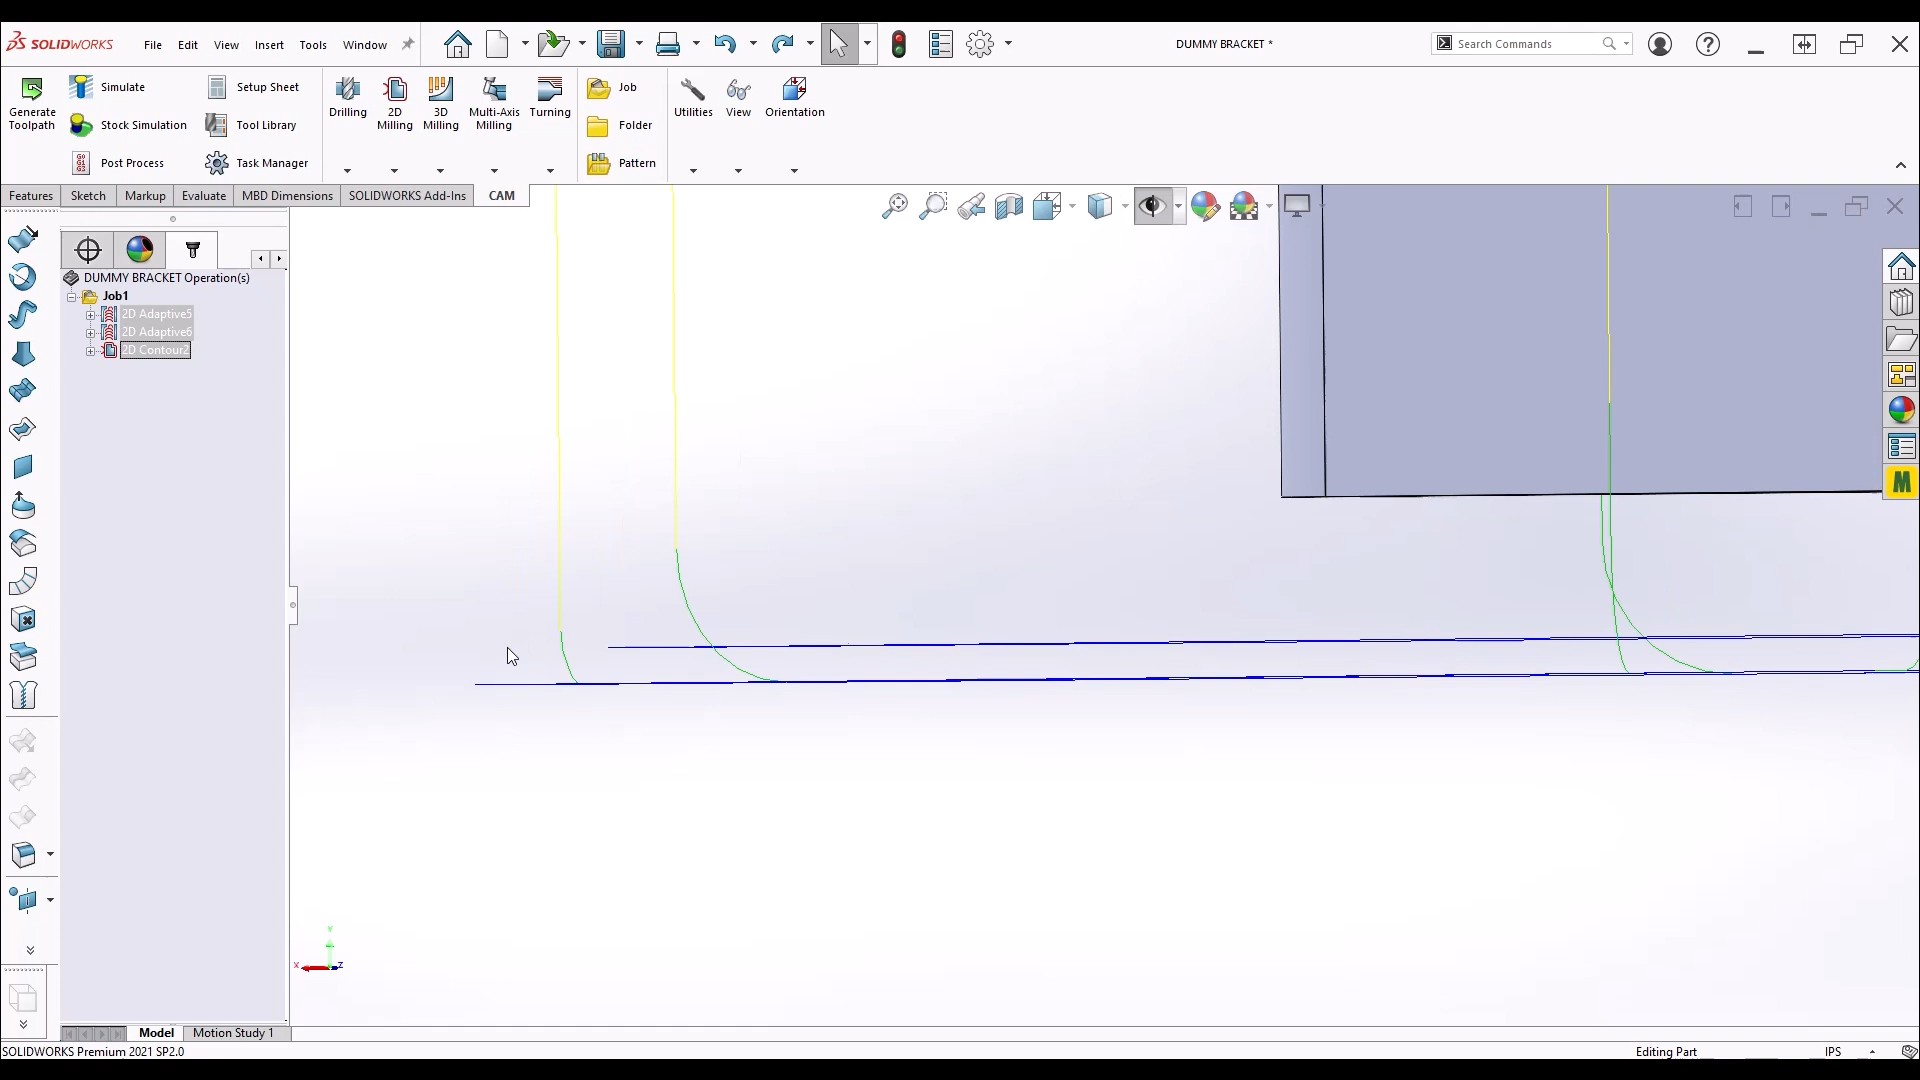 SOLIDWORKS File Edit View Insert Tools Window DUMMY BRACKET * Search Commands
Generate Toolpath
Simulate
Stock Simulation
Post Process
Setup Sheet
Tool Library
Task Manager
Drilling
2D Milling
3D Milling
Multi-Axis Milling
Turning
Job
Folder
Pattern
Utilities
View
Orientation
Features Sketch Markup Evaluate MBD Dimensions SOLIDWORKS Add-Ins CAM
DUMMY BRACKET Operation(s)
Job1
2D Adaptive5
2D Adaptive6
2D Contour2
M
Y
X
Z
Model Motion Study 1
SOLIDWORKS Premium 2021 SP2.0 Editing Part IPS